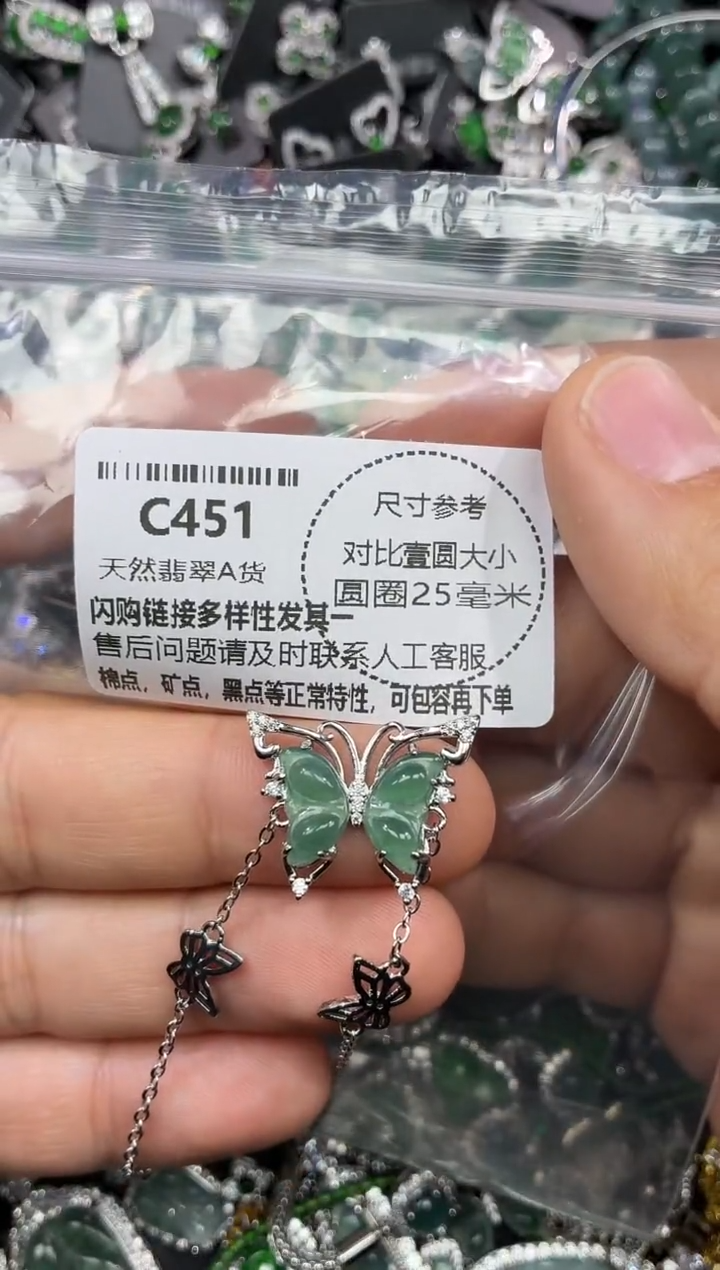 C451
天然翡翠A货
尺寸参考
对比壹圆大小
圆圈25毫米
闪购链接多样性发其一
售后问题请及时联系人工客服
棉点，矿点，黑点等正常特性，可包容再下单